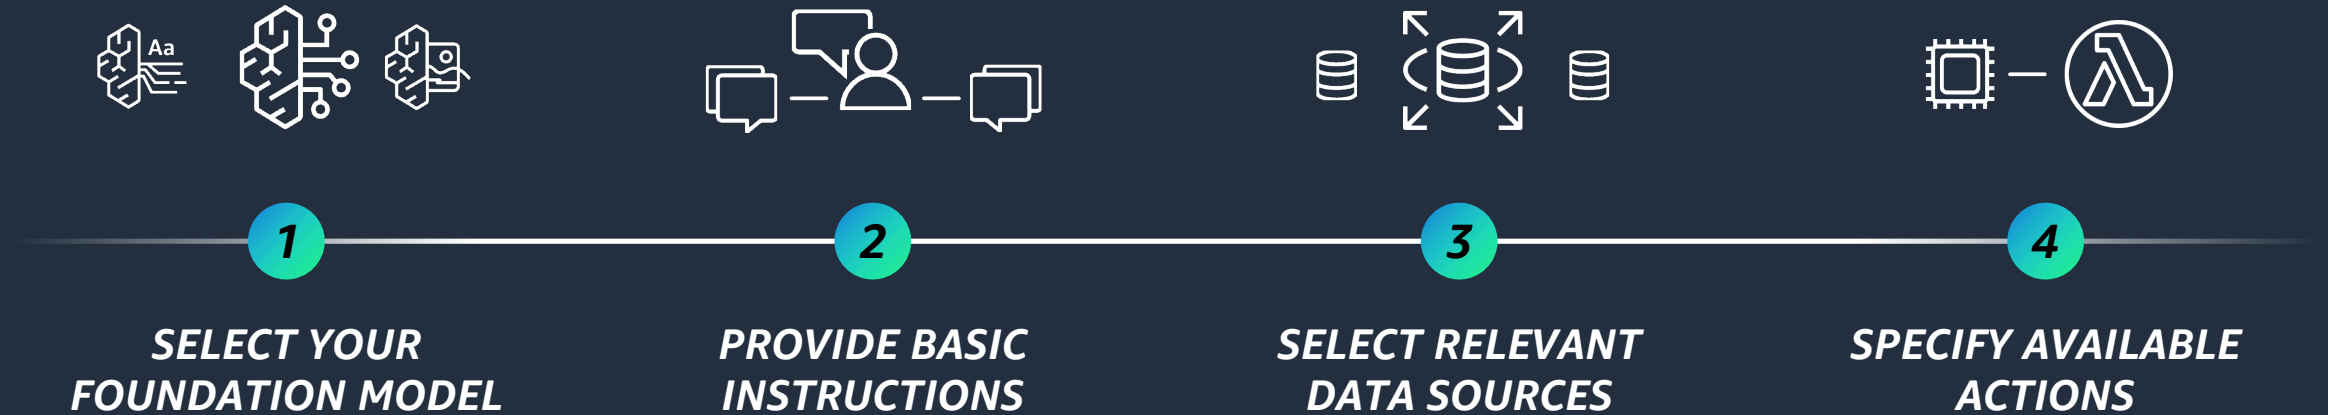 Aa
1
2
3
4
SELECT YOUR
FOUNDATION MODEL
PROVIDE BASIC
INSTRUCTIONS
SELECT RELEVANT
DATA SOURCES
SPECIFY AVAILABLE
ACTIONS